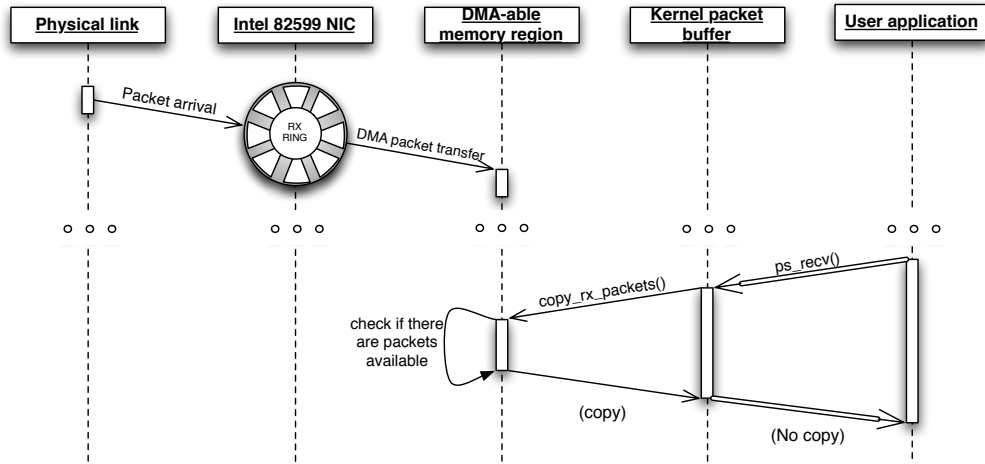 Physical link
Intel 82599 NIC
DMA-able
memory region
Kernel packet
buffer
User application
Packet arrival
RX
RING
DMA packet transfer
ps_recv()
copy_rx_packets()
check if there
are packets
available
(copy)
(No copy)